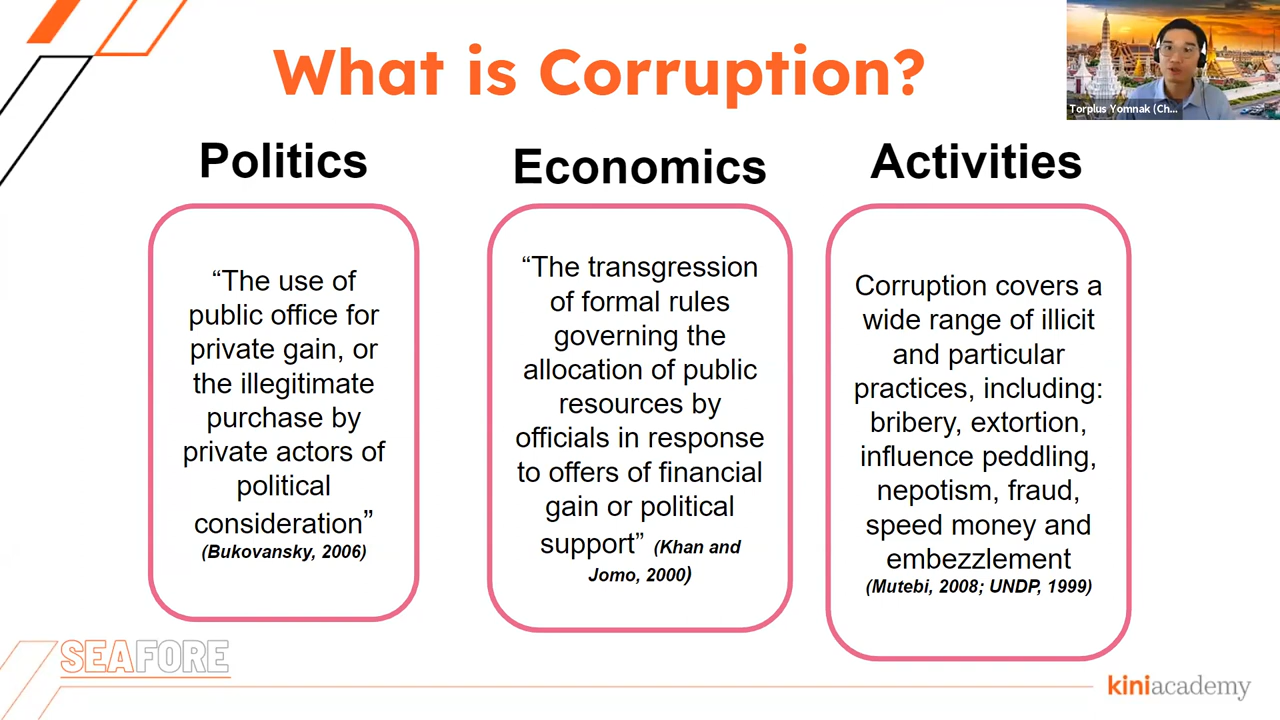 What is Corruption?
Torplus Yomnak (Ch...
Politics
“The use of
public office for
private gain, or
the illegitimate
purchase by
private actors of
political
consideration”
(Bukovansky, 2006)
Economics
“The transgression
of formal rules
governing the
allocation of public
resources by
officials in response
to offers of financial
gain or political
support” (Khan and
Jomo, 2000)
Activities
Corruption covers a
wide range of illicit
and particular
practices, including:
bribery, extortion,
influence peddling,
nepotism, fraud,
speed money and
embezzlement
(Mutebi, 2008; UNDP, 1999)
SEAFORE
kiniacademy